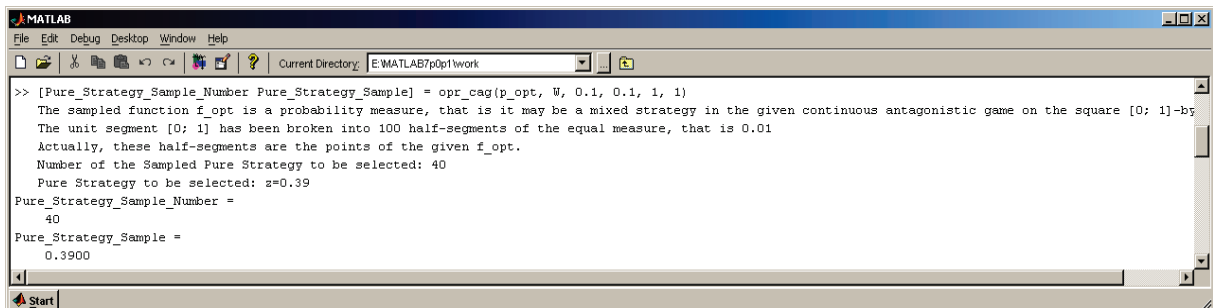 MATLAB
File Edit Debug Desktop Window Help
Current Directory: E:\MATLAB7p0p1\work
>> [Pure_Strategy_Sample_Number Pure_Strategy_Sample] = opr_cag(p_opt, W, 0.1, 0.1, 1, 1)
The sampled function f_opt is a probability measure, that is it may be a mixed strategy in the given continuous antagonistic game on the square [0; 1]-by
The unit segment [0; 1] has been broken into 100 half-segments of the equal measure, that is 0.01
Actually, these half-segments are the points of the given f_opt.
Number of the Sampled Pure Strategy to be selected: 40
Pure Strategy to be selected: z=0.39
Pure_Strategy_Sample_Number =
40
Pure_Strategy_Sample =
0.3900
Start